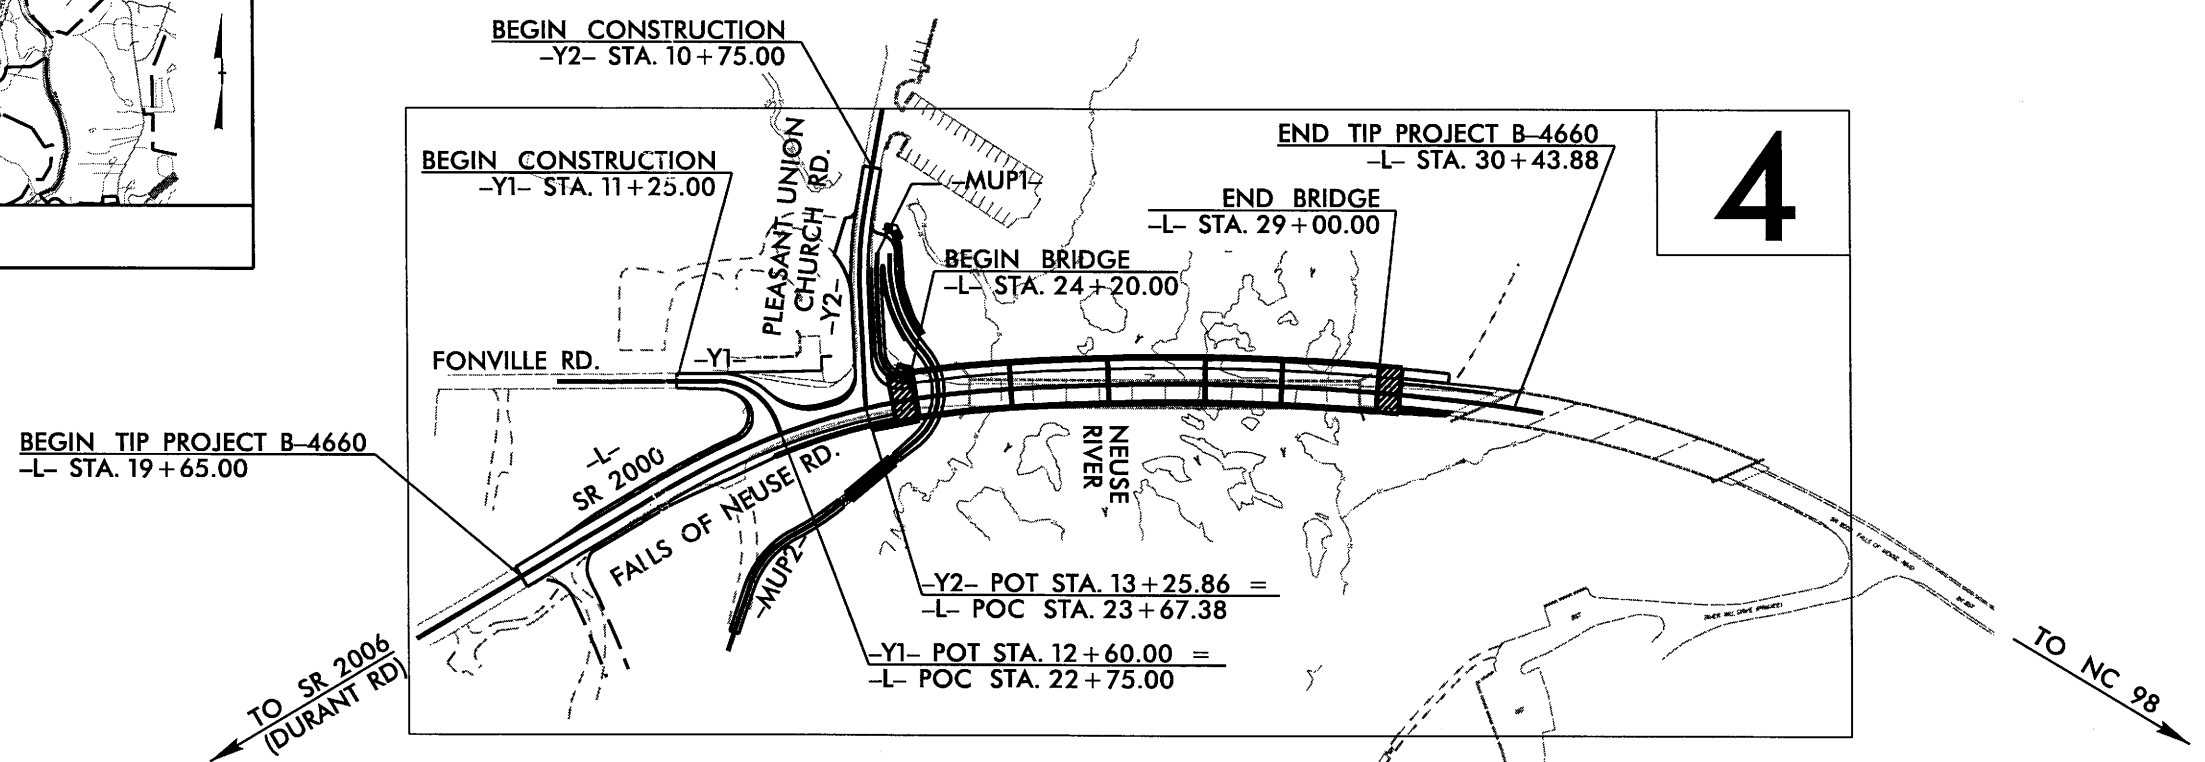 BEGIN CONSTRUCTION
-Y2- STA. 10+75.00
BEGIN CONSTRUCTION
-Y1- STA. 11+25.00
PLEASANT UNION
CHURCH RD.
-Y2-
-MUP1-
END TIP PROJECT B-4660
-L- STA. 30+43.88
4
END BRIDGE
-L- STA. 29+00.00
BEGIN BRIDGE
-L- STA. 24+20.00
FONVILLE RD.
-Y1-
BEGIN TIP PROJECT B-4660
-L- STA. 19+65.00
-L-
SR 2000
FALLS OF NEUSE RD.
NEUSE
RIVER
-MUP2-
-Y2- POT STA. 13+25.86 =
-L- POC STA. 23+67.38
-Y1- POT STA. 12+60.00 =
-L- POC STA. 22+75.00
TO SR 2006
(DURANT RD)
FALLS OF NEUSE ROAD
TO NC 98